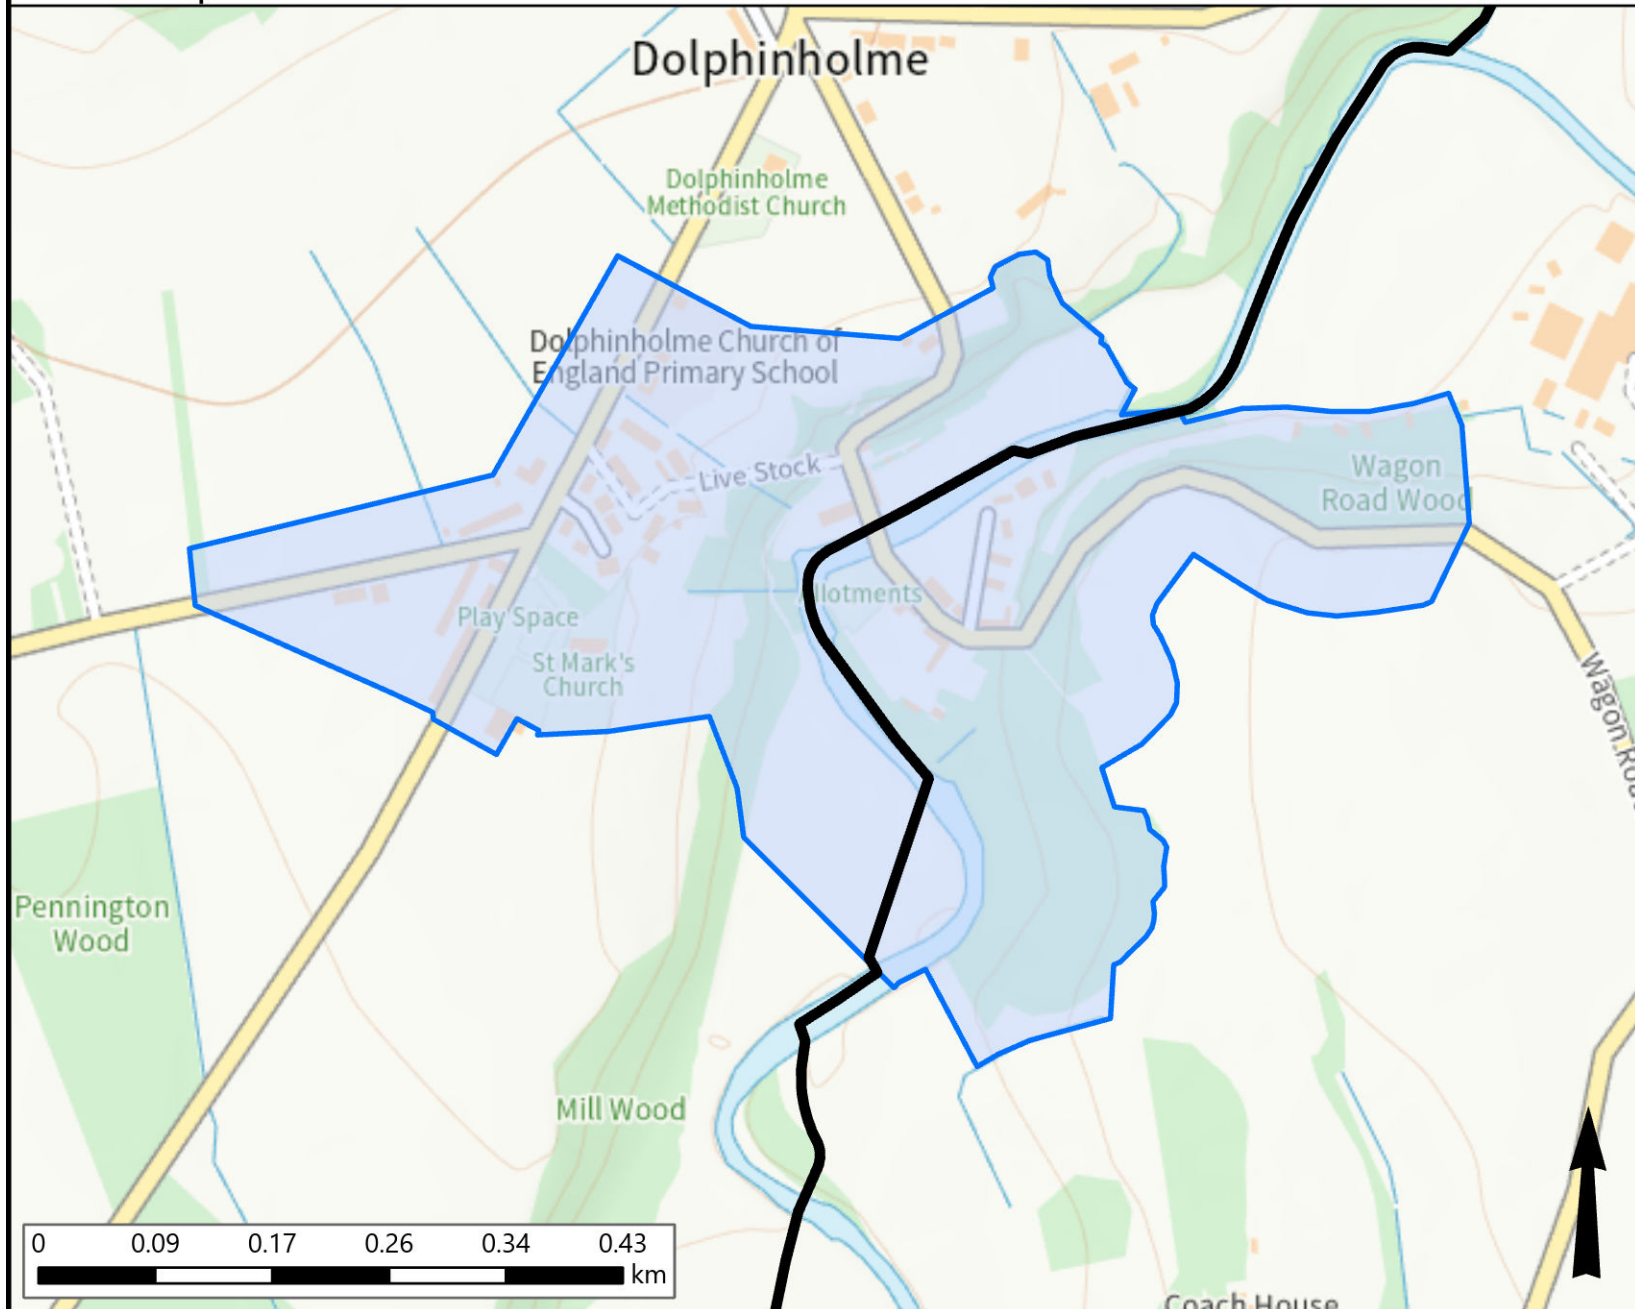 Dolphinholme
Dolphinholme
Methodist Church
Dolphinholme Church of
England Primary School
Live Stock
Wagon
Road Wood
Allotments
Play Space
St Mark's
Church
Wagon Road
Pennington
Wood
Mill Wood
Coach House
0 0.09 0.17 0.26 0.34 0.43
km